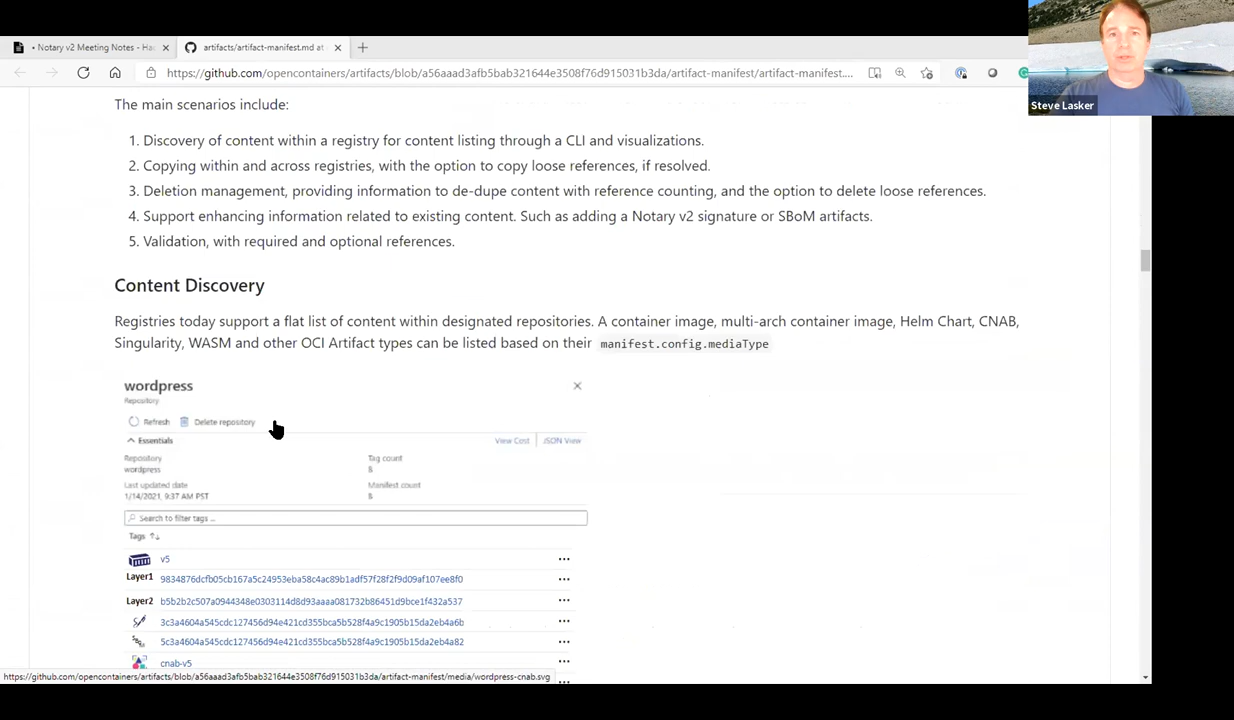 • Notary v2 Meeting Notes - Ha
artifacts/artifact-manifest.md at
https://github.com/opencontainers/artifacts/blob/a56aaad3afb5bab321644e3508f76d915031b3da/artifact-manifest/artifact-manifest....
Steve Lasker
The main scenarios include:
1. Discovery of content within a registry for content listing through a CLI and visualizations.
2. Copying within and across registries, with the option to copy loose references, if resolved.
3. Deletion management, providing information to de-dupe content with reference counting, and the option to delete loose references.
4. Support enhancing information related to existing content. Such as adding a Notary v2 signature or SBoM artifacts.
5. Validation, with required and optional references.
Content Discovery
Registries today support a flat list of content within designated repositories. A container image, multi-arch container image, Helm Chart, CNAB,
Singularity, WASM and other OCI Artifact types can be listed based on their manifest.config.mediaType
wordpress
Repository
Refresh Delete repository
Essentials View Cost JSON View
Repository Tag count
wordpress 8
Last updated date Manifest count
1/14/2021, 9:37 AM PST 8
Search to filter tags ...
Tags
v5
Layer1 9834876dcfb05cb167a5c24953eba58c4ac89b1adf57f28f2f9d09af107ee8f0
Layer2 b5b2b2c507a0944348e0303114d8d93aaaa081732b86451d9bce1f432a537
3c3a4604a545cdc127456d94e421cd355bca5b528f4a9c1905b15da2eb4a6b
5c3a4604a545cdc127456d94e421cd355bca5b528f4a9c1905b15da2eb4a82
cnab-v5
https://github.com/opencontainers/artifacts/blob/a56aaad3afb5bab321644e3508f76d915031b3da/artifact-manifest/media/wordpress-cnab.svg